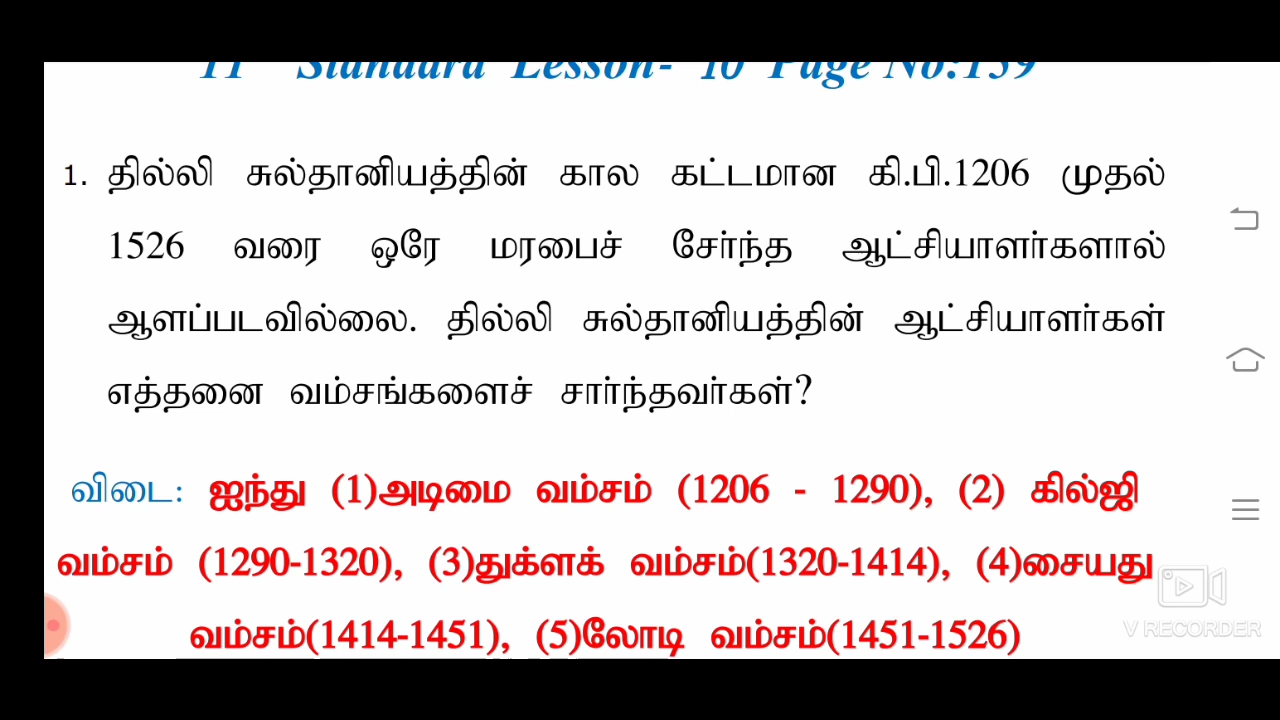 11 Standard Lesson- 10 Page No:159
1. தில்லி சுல்தானியத்தின் கால கட்டமான கி.பி.1206 முதல்
1526 வரை ஒரே மரபைச் சேர்ந்த ஆட்சியாளர்களால்
ஆளப்படவில்லை. தில்லி சுல்தானியத்தின் ஆட்சியாளர்கள்
எத்தனை வம்சங்களைச் சார்ந்தவர்கள்?
விடை: ஐந்து (1)அடிமை வம்சம் (1206 - 1290), (2) கில்ஜி
வம்சம் (1290-1320), (3)துக்ளக் வம்சம்(1320-1414), (4)சையது
வம்சம்(1414-1451), (5)லோடி வம்சம்(1451-1526)
V RECORDER